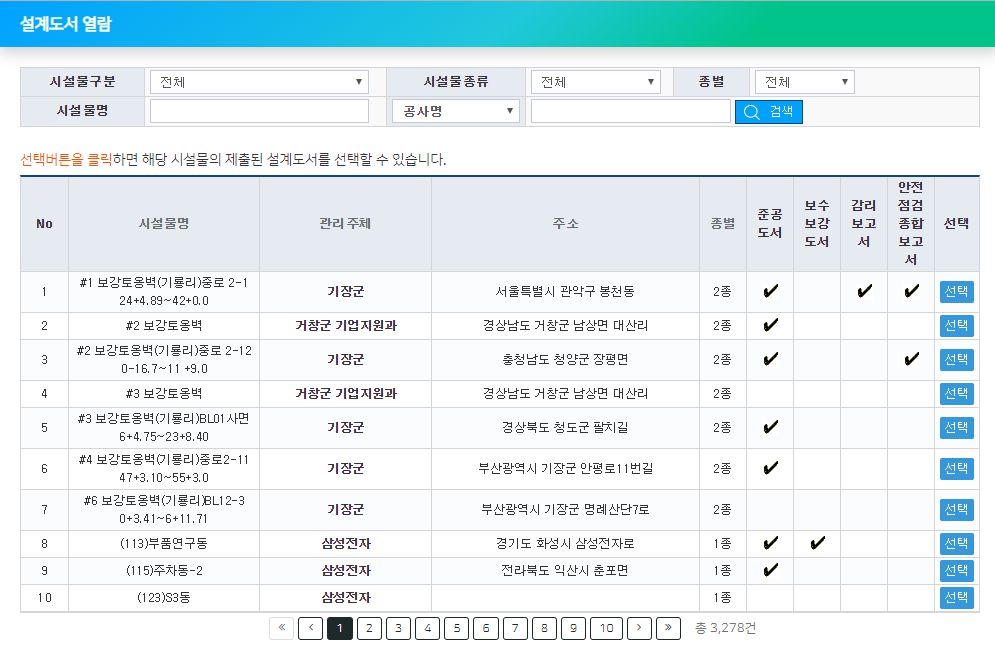 설계도서 열람
시설물구분 전체 시설물종류 전체 종별 전체
시설물명 공사명 검색
선택버튼을 클릭하면 해당 시설물의 제출된 설계도서를 선택할 수 있습니다.
No 시설물명 관리주체 주소 종별 준공도서 보수보강도서 감리보고서 안전점검종합보고서 선택
1 #1 보강토옹벽(기룡리)중로 2-1 기장군 서울특별시 관악구 봉천동 2종 ✔ ✔ ✔ 선택
24+4.89~42+0.0
2 #2 보강토옹벽 거창군 기업지원과 경상남도 거창군 남상면 대산리 2종 ✔ 선택
3 #2 보강토옹벽(기룡리)중로 2-12 기장군 충청남도 청양군 장평면 2종 ✔ ✔ 선택
0-16.7~11 +9.0
4 #3 보강토옹벽 거창군 기업지원과 경상남도 거창군 남상면 대산리 2종 선택
5 #3 보강토옹벽(기룡리)BL01사면 기장군 경상북도 청도군 팔치길 2종 ✔ 선택
6+4.75~23+8.40
6 #4 보강토옹벽(기룡리)중로2-11 기장군 부산광역시 기장군 안평로11번길 2종 ✔ 선택
47+3.10~55+3.0
7 #6 보강토옹벽(기룡리)BL12-3 기장군 부산광역시 기장군 명례산단7로 2종 선택
0+3.41~6+11.71
8 (113)부품연구동 삼성전자 경기도 화성시 삼성전자로 1종 ✔ ✔ 선택
9 (115)주차동-2 삼성전자 전라북도 익산시 춘포면 1종 ✔ 선택
10 (123)S3동 삼성전자 1종 선택
« ‹ 1 2 3 4 5 6 7 8 9 10 › » 총 3,278건